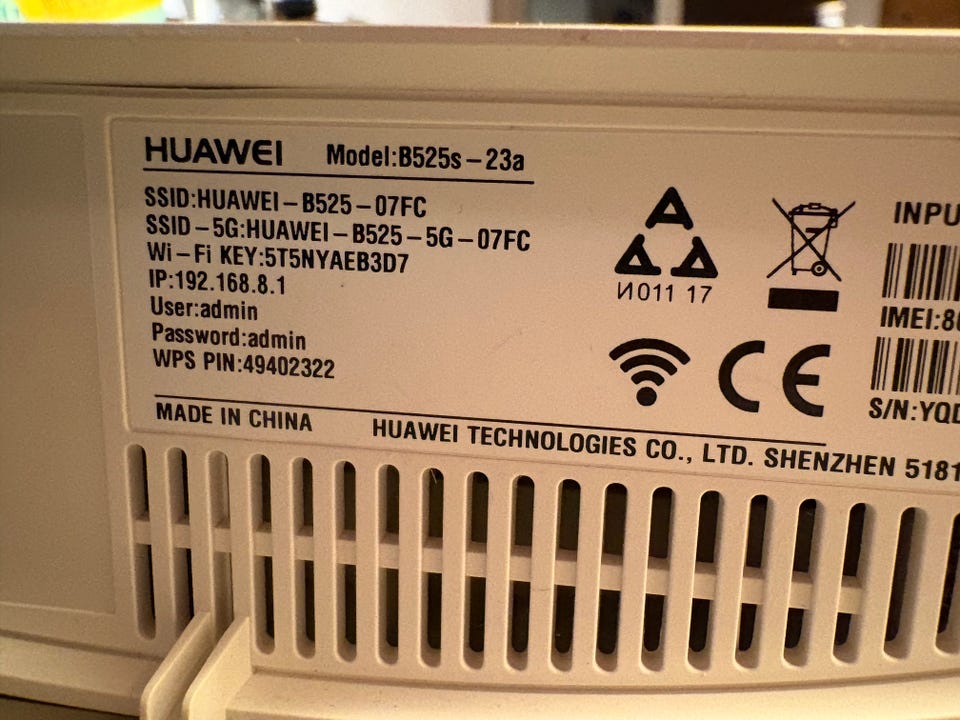 HUAWEI Model:B525s-23a
SSID:HUAWEI-B525-07FC
SSID-5G:HUAWEI-B525-5G-07FC
Wi-Fi KEY:5T5NYAEB3D7
IP:192.168.8.1
User:admin
Password:admin
WPS PIN:49402322
MADE IN CHINA
HUAWEI TECHNOLOGIES CO., LTD. SHENZHEN 5181
И011 17
CE
INPU
IMEI:8
S/N:YQD